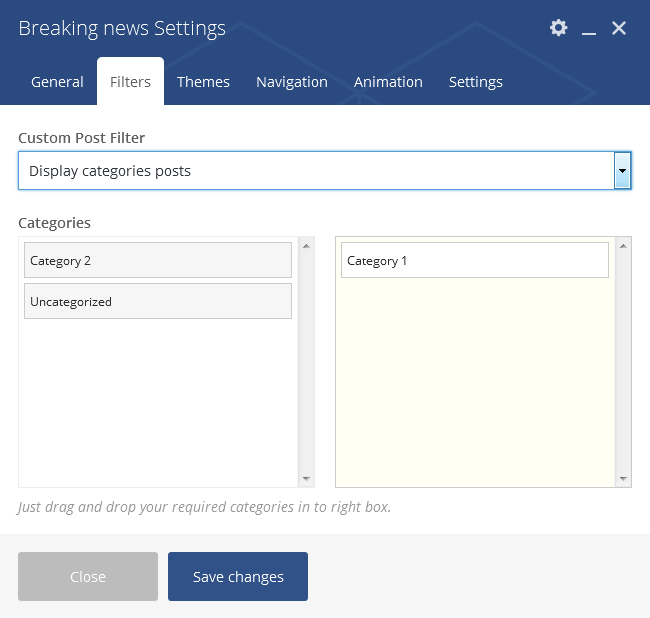 Breaking news Settings
General Filters Themes Navigation Animation Settings
Custom Post Filter
Display categories posts
Categories
Category 2 Category 1
Uncategorized
Just drag and drop your required categories in to right box.
Close Save changes